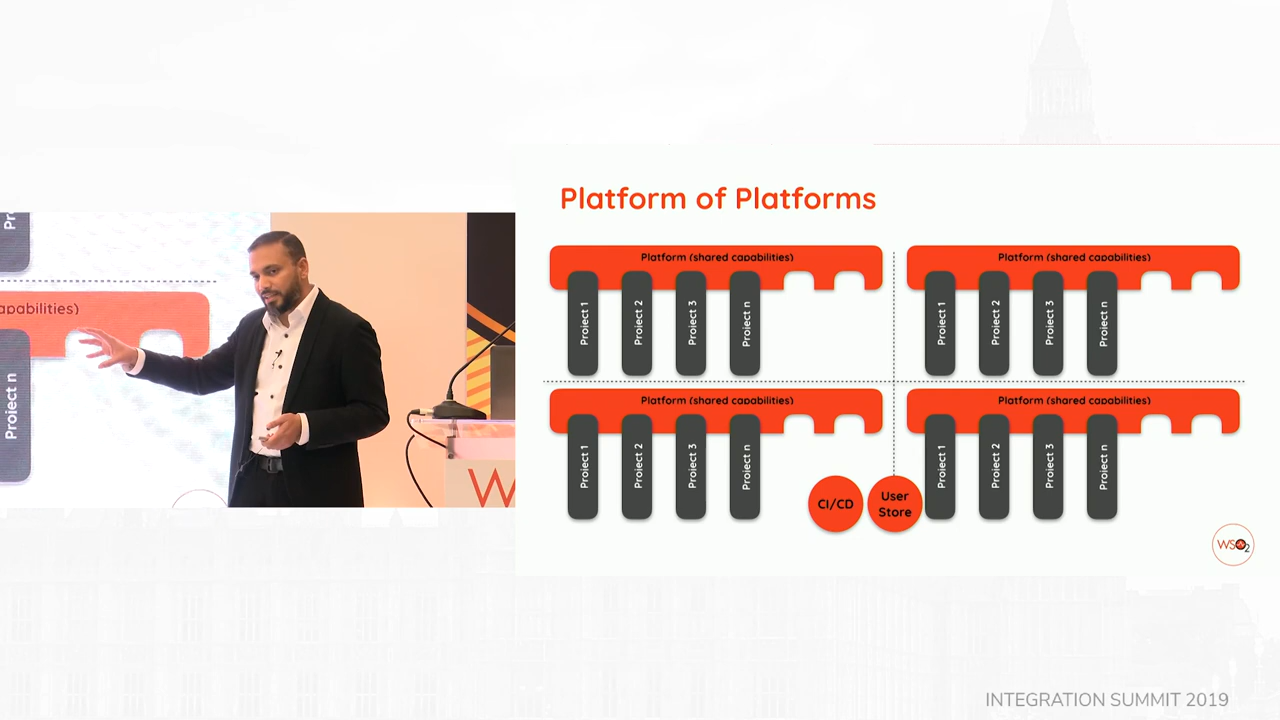 Platform of Platforms
Platform (shared capabilities)
Project 1
Project 2
Project 3
Project n
Platform (shared capabilities)
Project 1
Project 2
Project 3
Project n
Platform (shared capabilities)
Project 1
Project 2
Project 3
Project n
Platform (shared capabilities)
Project 1
Project 2
Project 3
Project n
CI/CD
User
Store
WSO2
Pr
apabilities)
Project n
W
INTEGRATION SUMMIT 2019